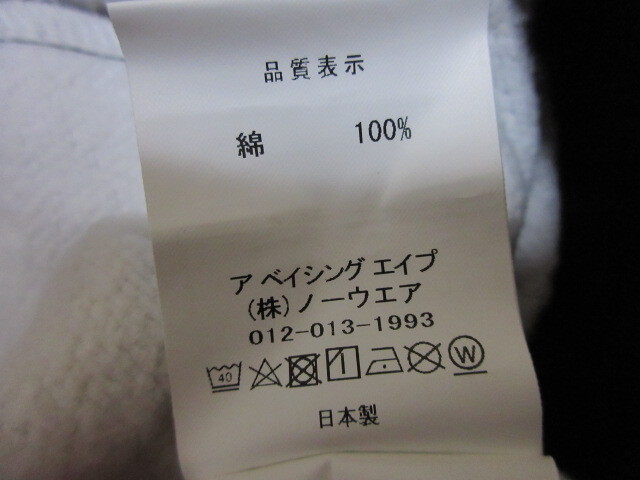 品質表示
綿 100%
ア ベイシング エイプ
(株)ノーウエア
012-013-1993
40 W
日本製